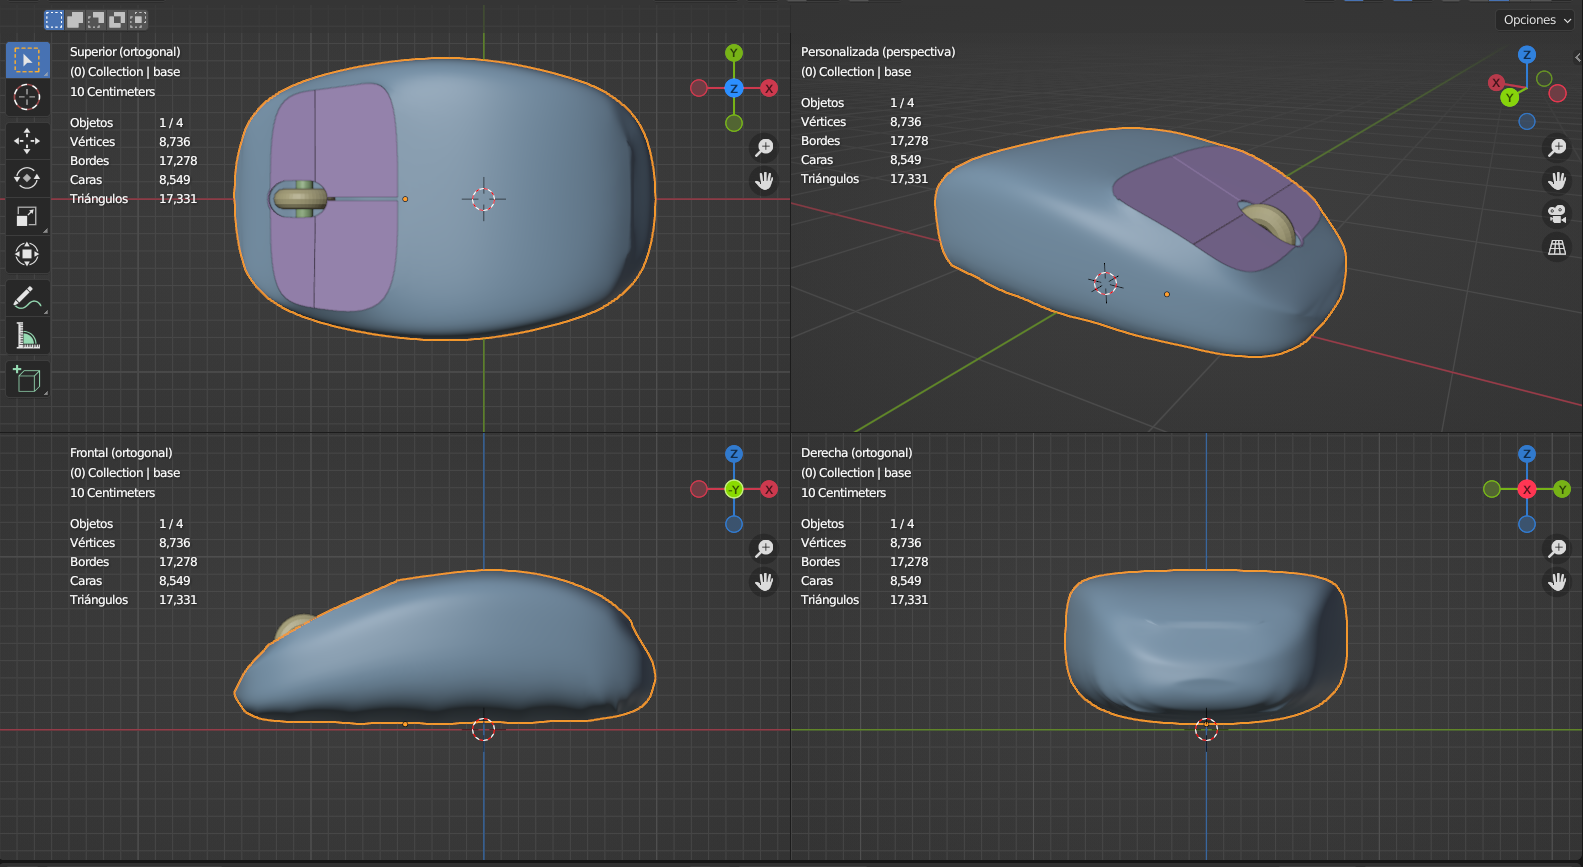 Opciones
Superior (ortogonal)
(0) Collection | base
10 Centimeters
Objetos 1 / 4
Vértices 8,736
Bordes 17,278
Caras 8,549
Triángulos 17,331
Y
Z
X
Personalizada (perspectiva)
(0) Collection | base
Objetos 1 / 4
Vértices 8,736
Bordes 17,278
Caras 8,549
Triángulos 17,331
Z
X
Y
Frontal (ortogonal)
(0) Collection | base
10 Centimeters
Objetos 1 / 4
Vértices 8,736
Bordes 17,278
Caras 8,549
Triángulos 17,331
Z
-Y
X
Derecha (ortogonal)
(0) Collection | base
10 Centimeters
Objetos 1 / 4
Vértices 8,736
Bordes 17,278
Caras 8,549
Triángulos 17,331
Z
X
Y